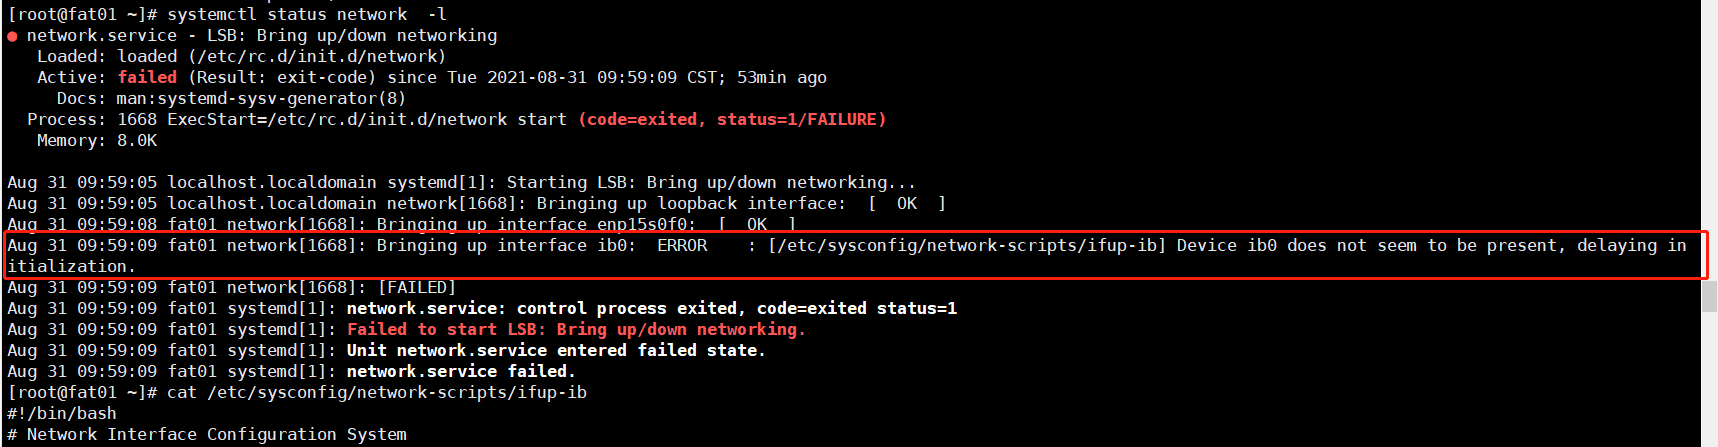 [root@fat01 ~]# systemctl status network  -l
● network.service - LSB: Bring up/down networking
   Loaded: loaded (/etc/rc.d/init.d/network)
   Active: failed (Result: exit-code) since Tue 2021-08-31 09:59:09 CST; 53min ago
     Docs: man:systemd-sysv-generator(8)
  Process: 1668 ExecStart=/etc/rc.d/init.d/network start (code=exited, status=1/FAILURE)
   Memory: 8.0K
Aug 31 09:59:05 localhost.localdomain systemd[1]: Starting LSB: Bring up/down networking...
Aug 31 09:59:05 localhost.localdomain network[1668]: Bringing up loopback interface:  [  OK  ]
Aug 31 09:59:08 fat01 network[1668]: Bringing up interface enp15s0f0:  [  OK  ]
Aug 31 09:59:09 fat01 network[1668]: Bringing up interface ib0:  ERROR    : [/etc/sysconfig/network-scripts/ifup-ib] Device ib0 does not seem to be present, delaying in
itialization.
Aug 31 09:59:09 fat01 network[1668]: [FAILED]
Aug 31 09:59:09 fat01 systemd[1]: network.service: control process exited, code=exited status=1
Aug 31 09:59:09 fat01 systemd[1]: Failed to start LSB: Bring up/down networking.
Aug 31 09:59:09 fat01 systemd[1]: Unit network.service entered failed state.
Aug 31 09:59:09 fat01 systemd[1]: network.service failed.
[root@fat01 ~]# cat /etc/sysconfig/network-scripts/ifup-ib
#!/bin/bash
# Network Interface Configuration System